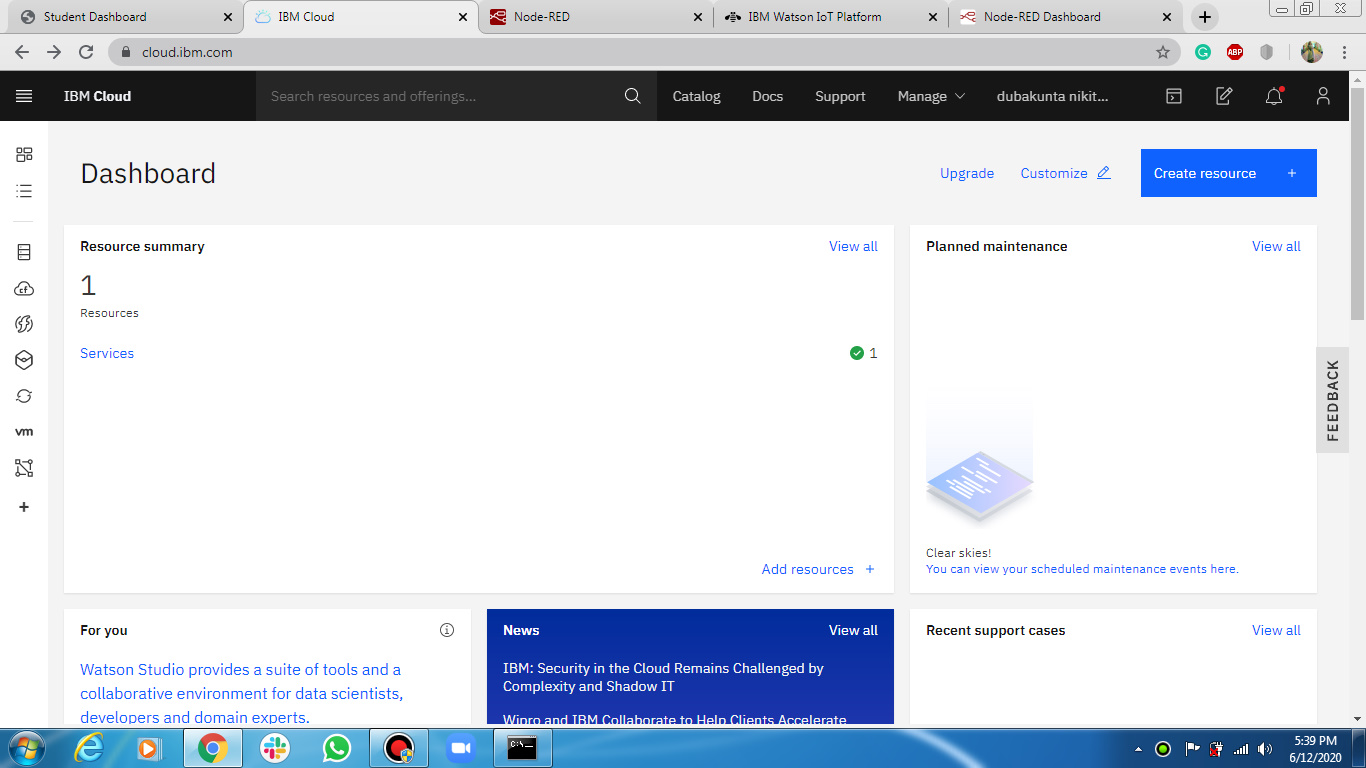 Student Dashboard
IBM Cloud
Node-RED
IBM Watson IoT Platform
Node-RED Dashboard
cloud.ibm.com
ABP
IBM Cloud
Search resources and offerings...
Catalog
Docs
Support
Manage
dubakunta nikit...
Dashboard
Upgrade
Customize
Create resource +
Resource summary
View all
1
Resources
Services
1
Add resources +
Planned maintenance
View all
Clear skies!
You can view your scheduled maintenance events here.
FEEDBACK
cf
vm
For you
Watson Studio provides a suite of tools and a
collaborative environment for data scientists,
developers and domain experts.
News
View all
IBM: Security in the Cloud Remains Challenged by
Complexity and Shadow IT
Wipro and IBM Collaborate to Help Clients Accelerate
Recent support cases
View all
C:\
5:39 PM
6/12/2020